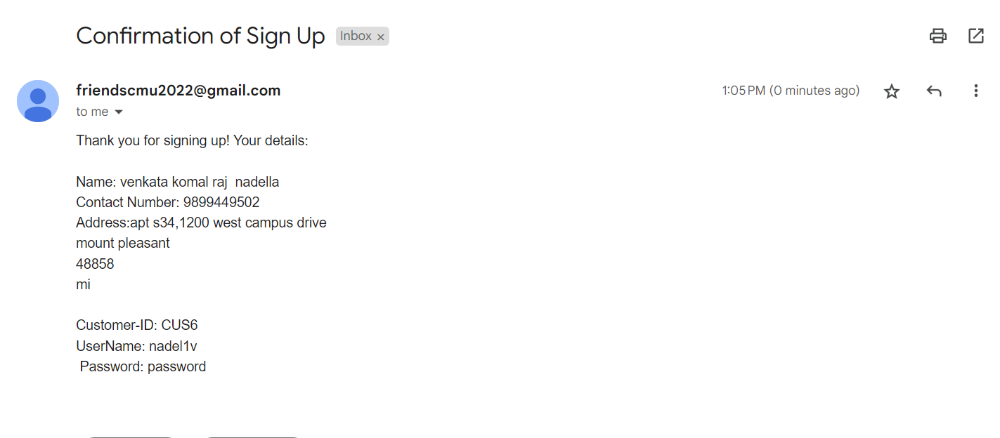 Confirmation of Sign Up Inbox ×
friendscmu2022@gmail.com 1:05 PM (0 minutes ago)
to me
Thank you for signing up! Your details:
Name: venkata komal raj  nadella
Contact Number: 9899449502
Address:apt s34,1200 west campus drive
mount pleasant
48858
mi
Customer-ID: CUS6
UserName: nadel1v
Password: password